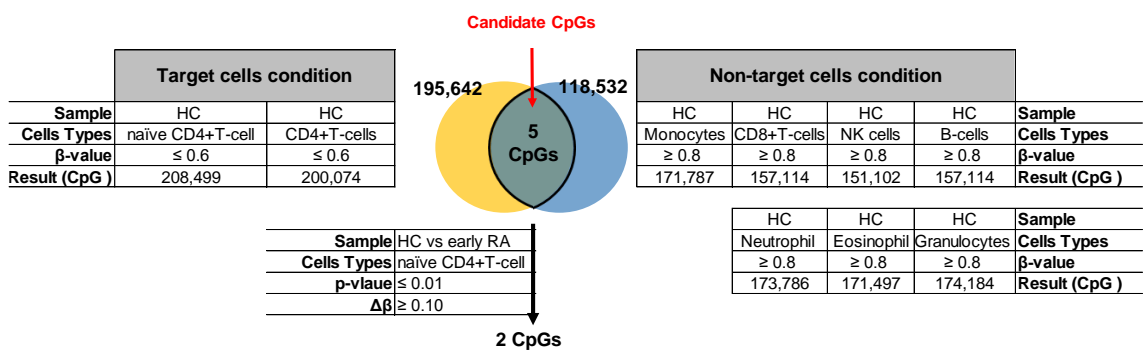 Candidate CpGs
Target cells condition
Sample HC HC
Cells Types naïve CD4+T-cell CD4+T-cells
β-value ≤ 0.6 ≤ 0.6
Result (CpG ) 208,499 200,074
195,642
118,532
5
CpGs
Non-target cells condition
HC HC HC HC Sample
Monocytes CD8+T-cells NK cells B-cells Cells Types
≥ 0.8 ≥ 0.8 ≥ 0.8 ≥ 0.8 β-value
171,787 157,114 151,102 157,114 Result (CpG )
HC HC HC Sample
Neutrophil Eosinophil Granulocytes Cells Types
≥ 0.8 ≥ 0.8 ≥ 0.8 β-value
173,786 171,497 174,184 Result (CpG )
Sample HC vs early RA
Cells Types naïve CD4+T-cell
p-vlaue ≤ 0.01
Δβ ≥ 0.10
2 CpGs